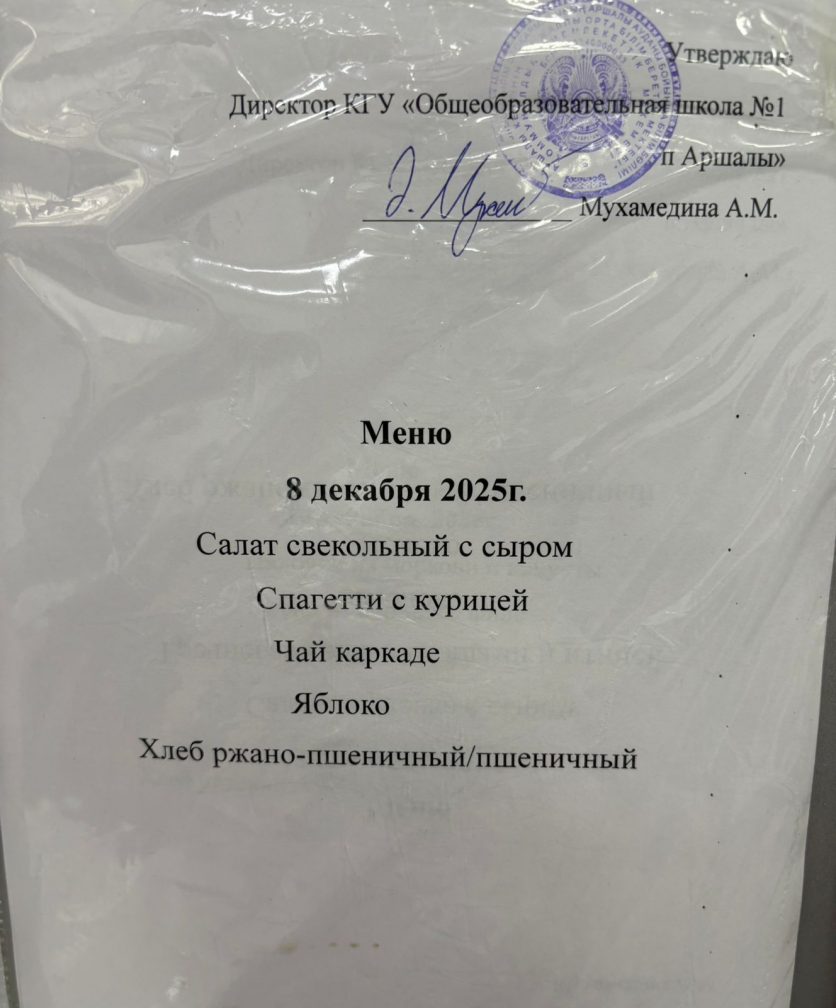 Утверждаю
Директор КГУ «Общеобразовательная школа №1
п Аршалы»
Мухамедина А.М.
Меню
8 декабря 2025г.
Салат свекольный с сыром
Спагетти с курицей
Чай каркаде
Яблоко
Хлеб ржано-пшеничный/пшеничный